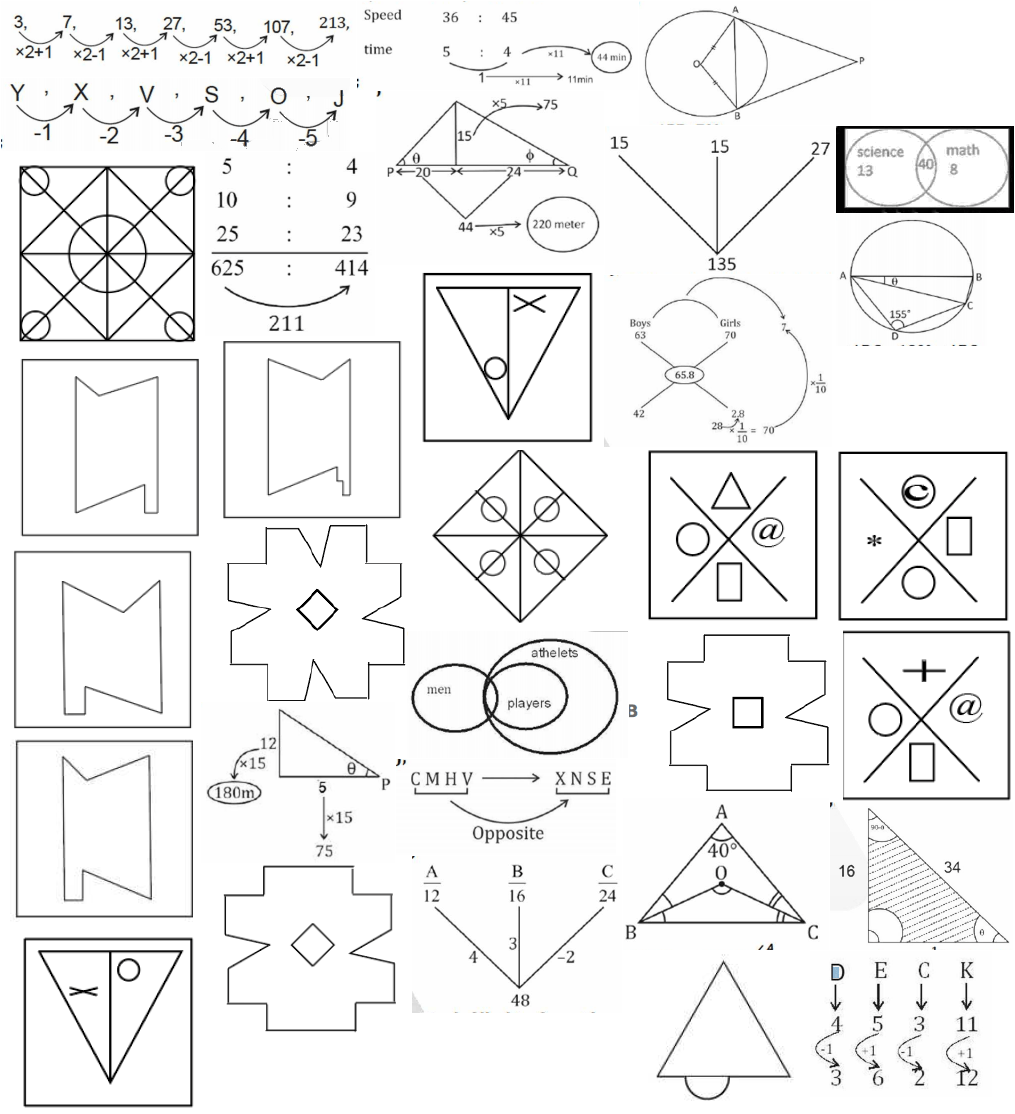 3, 7, 13, 27, 53, 107, 213,
×2+1 ×2-1 ×2+1 ×2-1 ×2+1 ×2-1
Speed 36 : 45
time 5 : 4 ×11 44 min
1 ×11 11min
A
O
P
B
Y , X , V , S , O , J ,
-1 -2 -3 -4 -5
×5 75
15
P θ ϕ Q
20 24
44 ×5 220 meter
15 15 27
135
science 13
40
math 8
5 : 4
10 : 9
25 : 23
625 : 414
211
A B
θ
C
155°
D
Boys 63
Girls 70
7
65.8
×1/10
42 2.8
28 × 1/10 = 70
@
©
*
@
men
athelets
players
B
12
×15
180m
θ P
5
×15
75
,,
C M H V X N S E
Opposite
A B C
12 16 24
4 3 -2
48
A
40°
O
B C
90-θ
16 34
θ
D E C K
4 5 3 11
-1 +1 -1 +1
3 6 2 12